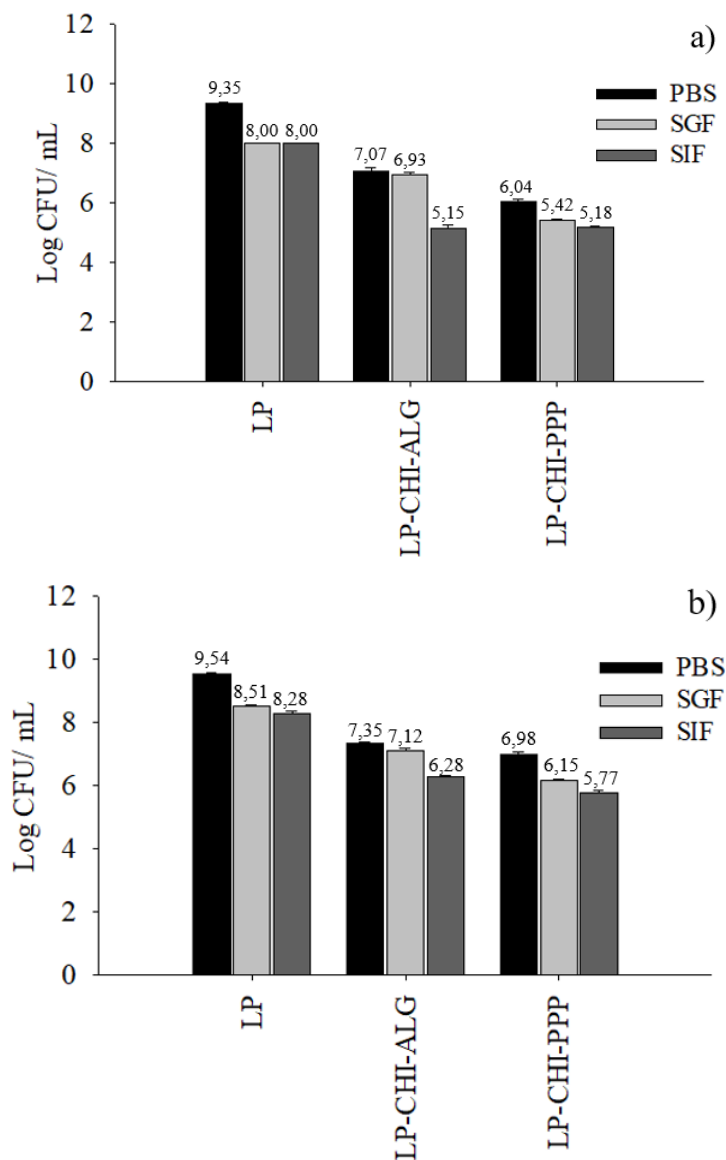 a)
12
10
8
6
4
2
0
Log CFU/ mL
9,35
8,00
8,00
7,07
6,93
5,15
6,04
5,42
5,18
PBS
SGF
SIF
LP
LP-CHI-ALG
LP-CHI-PPP
b)
12
10
8
6
4
2
0
Log CFU/ mL
9,54
8,51
8,28
7,35
7,12
6,28
6,98
6,15
5,77
PBS
SGF
SIF
LP
LP-CHI-ALG
LP-CHI-PPP